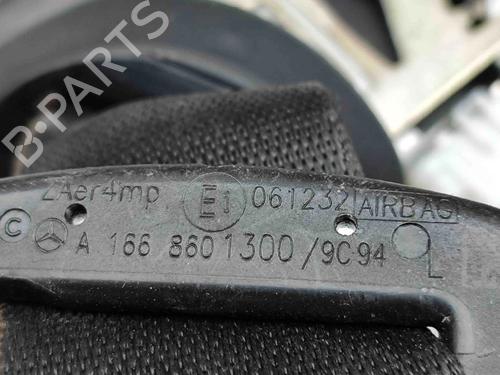 B-PARTS
ZAer4mp E1 061232 AIRBAG
© A 166 860 1300 /9C94 L